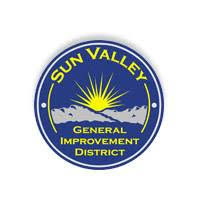 Sun Valley
General
Improvement
District